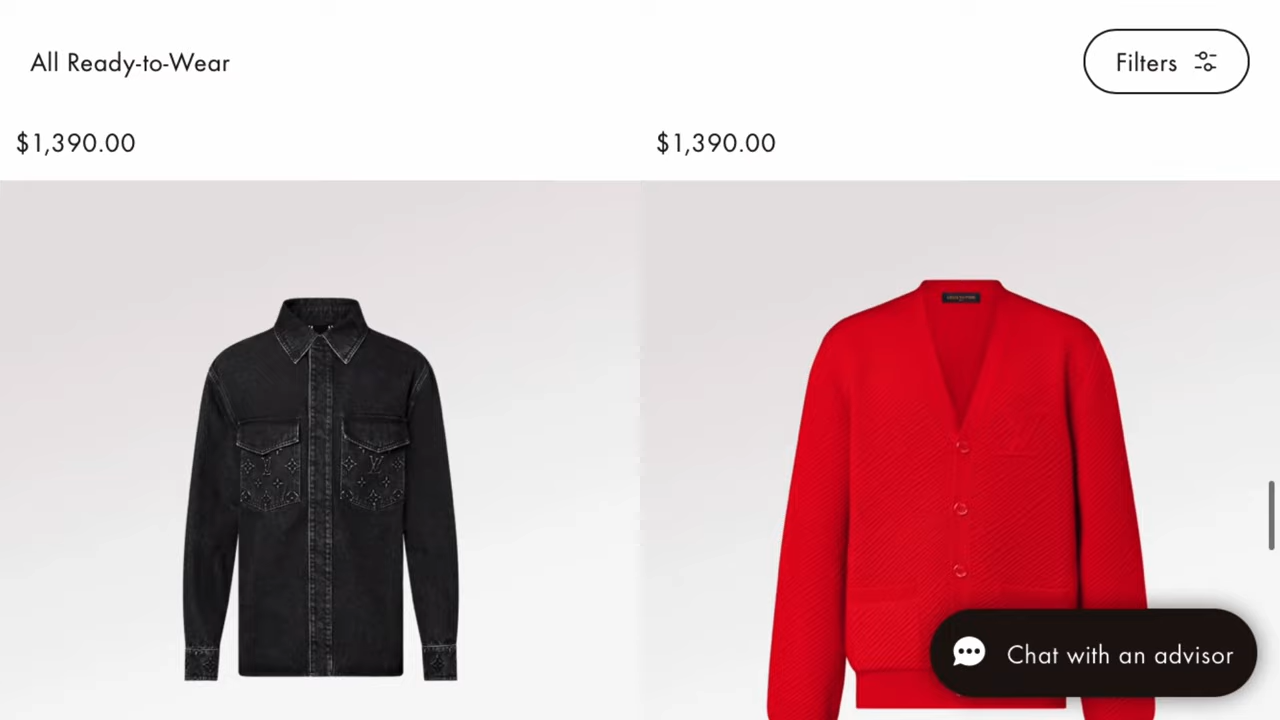 All Ready-to-Wear
Filters
$1,390.00
$1,390.00
Chat with an advisor